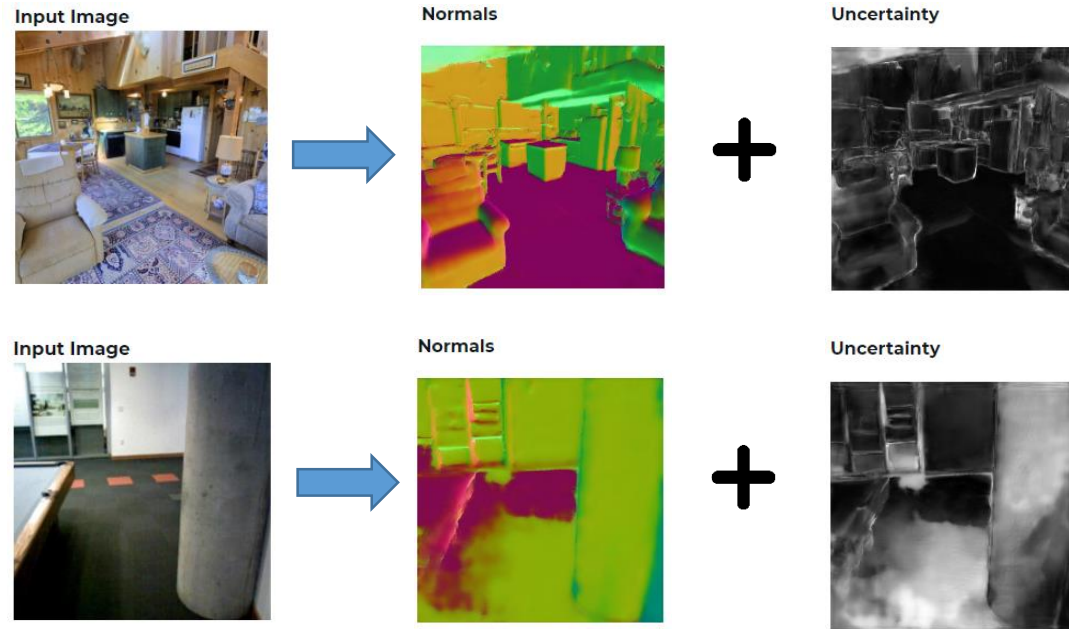 Input Image
Normals
Uncertainty
Input Image
Normals
Uncertainty